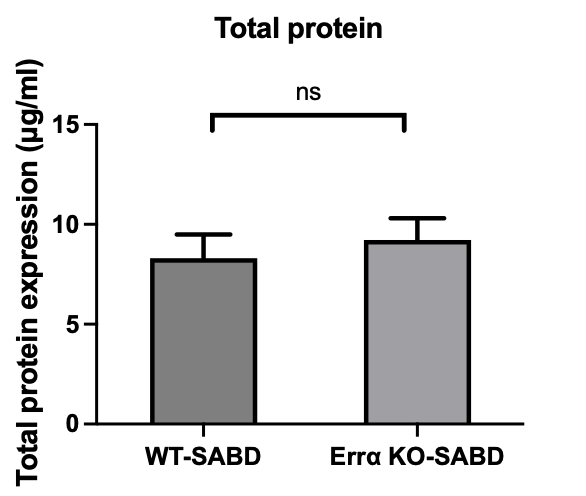 Total protein
ns
Total protein expression (µg/ml)
15
10
5
0
WT-SABD
Errα KO-SABD